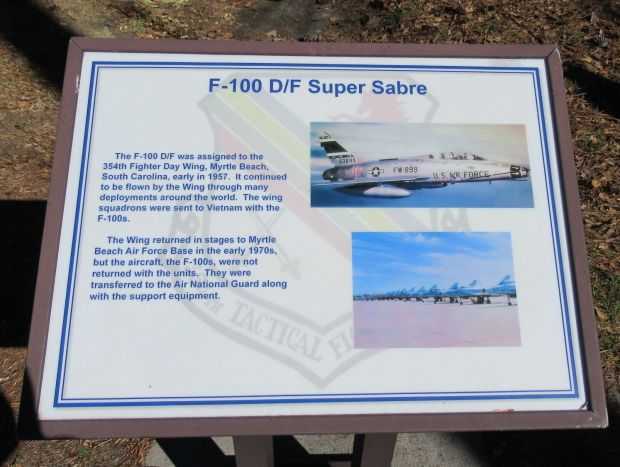 F-100 D/F Super Sabre
The F-100 D/F was assigned to the
354th Fighter Day Wing, Myrtle Beach,
South Carolina, early in 1957. It continued
to be flown by the Wing through many
deployments around the world. The wing
squadrons were sent to Vietnam with the
F-100s.
The Wing returned in stages to Myrtle
Beach Air Force Base in the early 1970s,
but the aircraft, the F-100s, were not
returned with the units. They were
transferred to the Air National Guard along
with the support equipment.
FW-899
U.S. AIR FORCE
TACTICAL